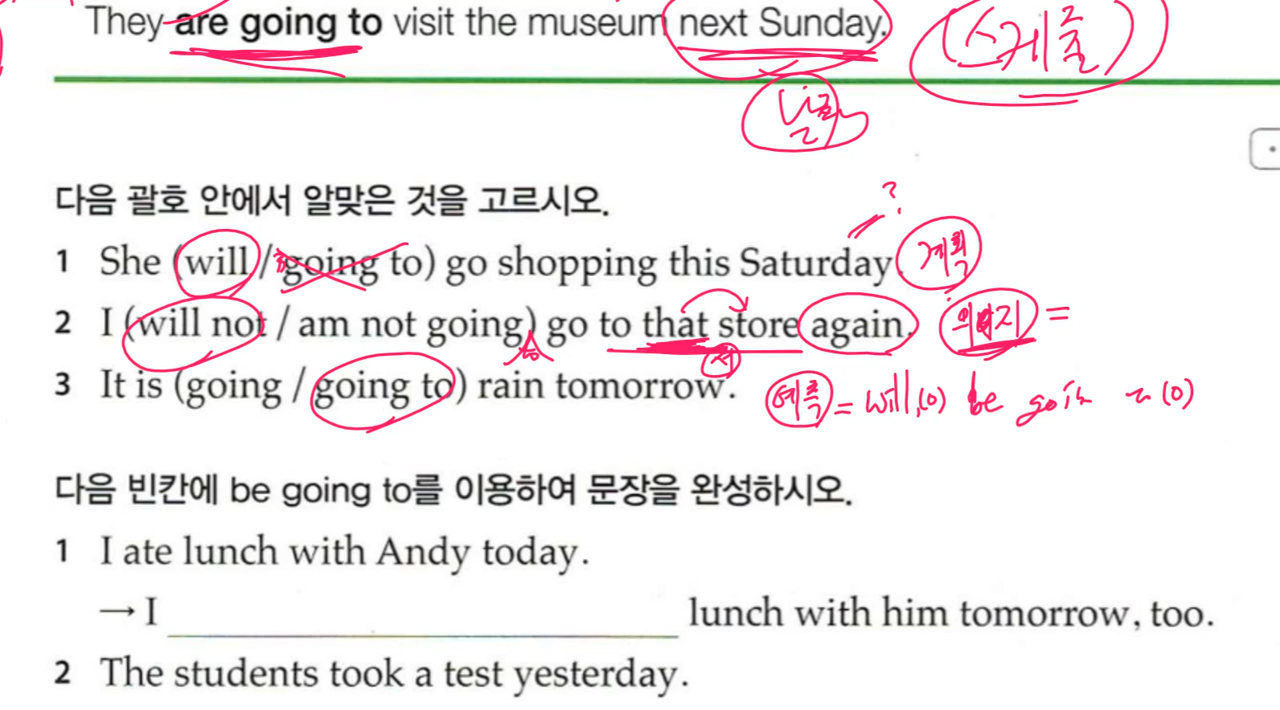 They are going to visit the museum next Sunday. (스케줄)
날짜
다음 괄호 안에서 알맞은 것을 고르시오.
?
1 She (will / going to) go shopping this Saturday. 계획
2 I (will not / am not going) go to that store again. 의지 =
3 It is (going / going to) rain tomorrow. 예측 = will (0) be going to (0)
다음 빈칸에 be going to를 이용하여 문장을 완성하시오.
1 I ate lunch with Andy today.
→ I lunch with him tomorrow, too.
2 The students took a test yesterday.